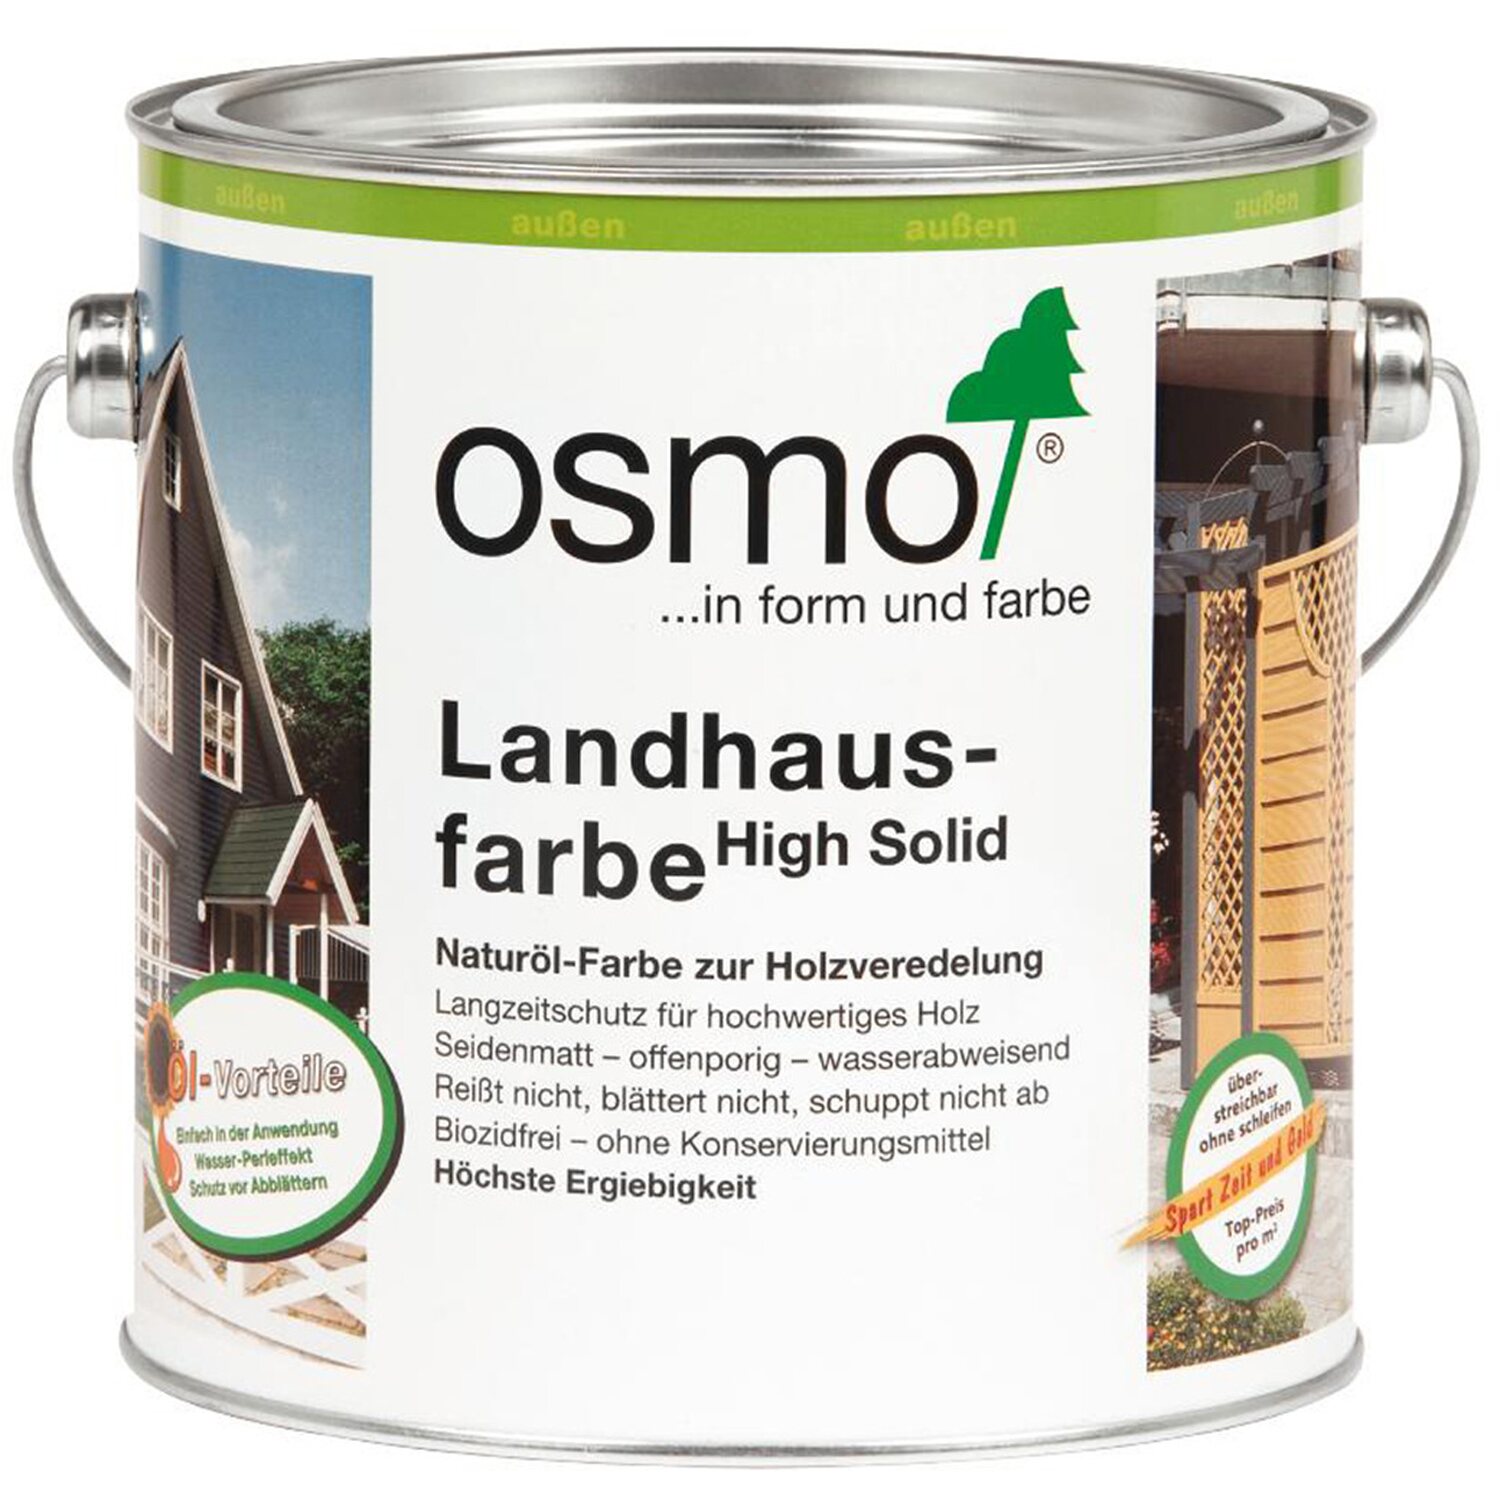 außen
außen
außen
außen
osmo®
...in form und farbe
Landhaus-
farbe High Solid
Naturöl-Farbe zur Holzveredelung
Langzeitschutz für hochwertiges Holz
Seidenmatt – offenporig – wasserabweisend
Reißt nicht, blättert nicht, schuppt nicht ab
Biozidfrei – ohne Konservierungsmittel
Höchste Ergiebigkeit
Öl-Vorteile
Einfach in der Anwendung
Wasser-Perleffekt
Schutz vor Abblättern
über-
streichbar
ohne schleifen
Spart Zeit und Geld
Top-Preis
pro m²